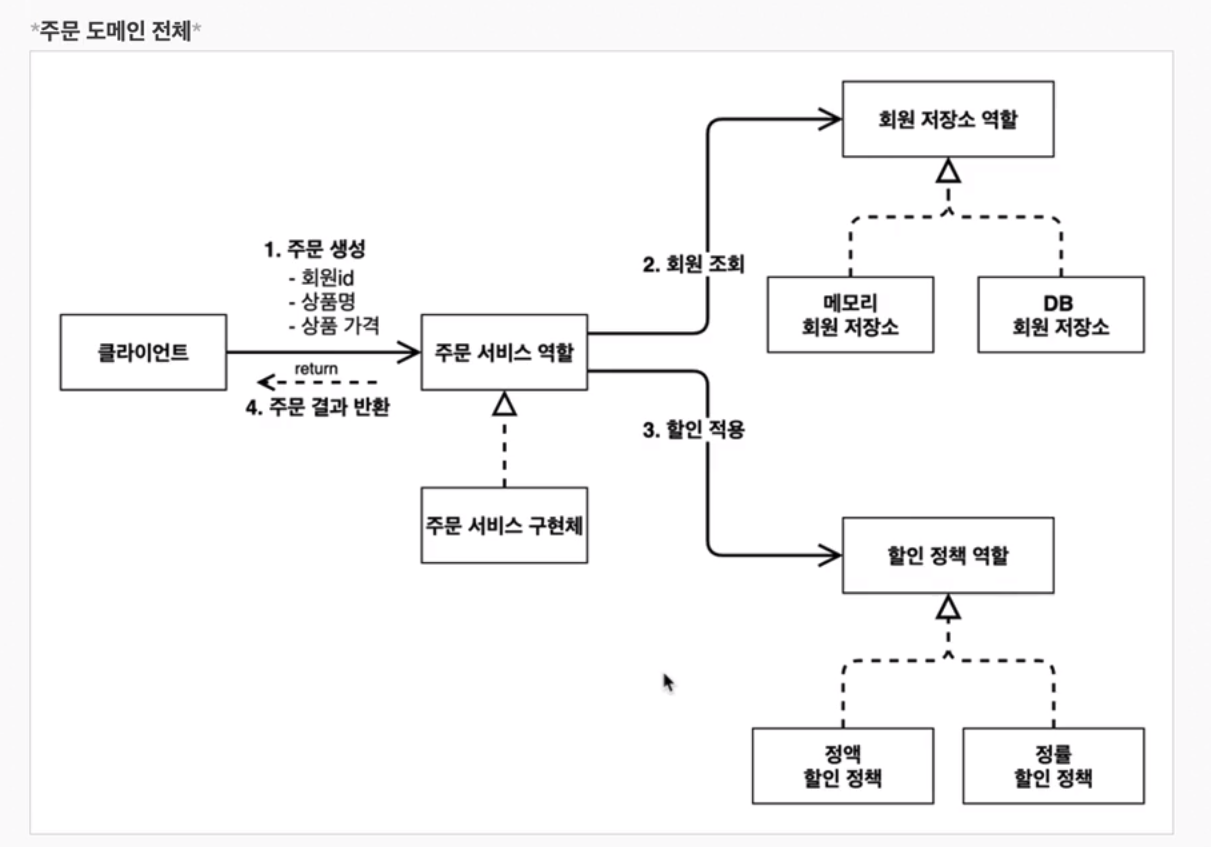 *주문 도메인 전체*
회원 저장소 역할
1. 주문 생성
- 회원id
- 상품명
- 상품 가격
2. 회원 조회
메모리
회원 저장소
DB
회원 저장소
클라이언트
주문 서비스 역할
return
4. 주문 결과 반환
3. 할인 적용
주문 서비스 구현체
할인 정책 역할
정액
할인 정책
정률
할인 정책